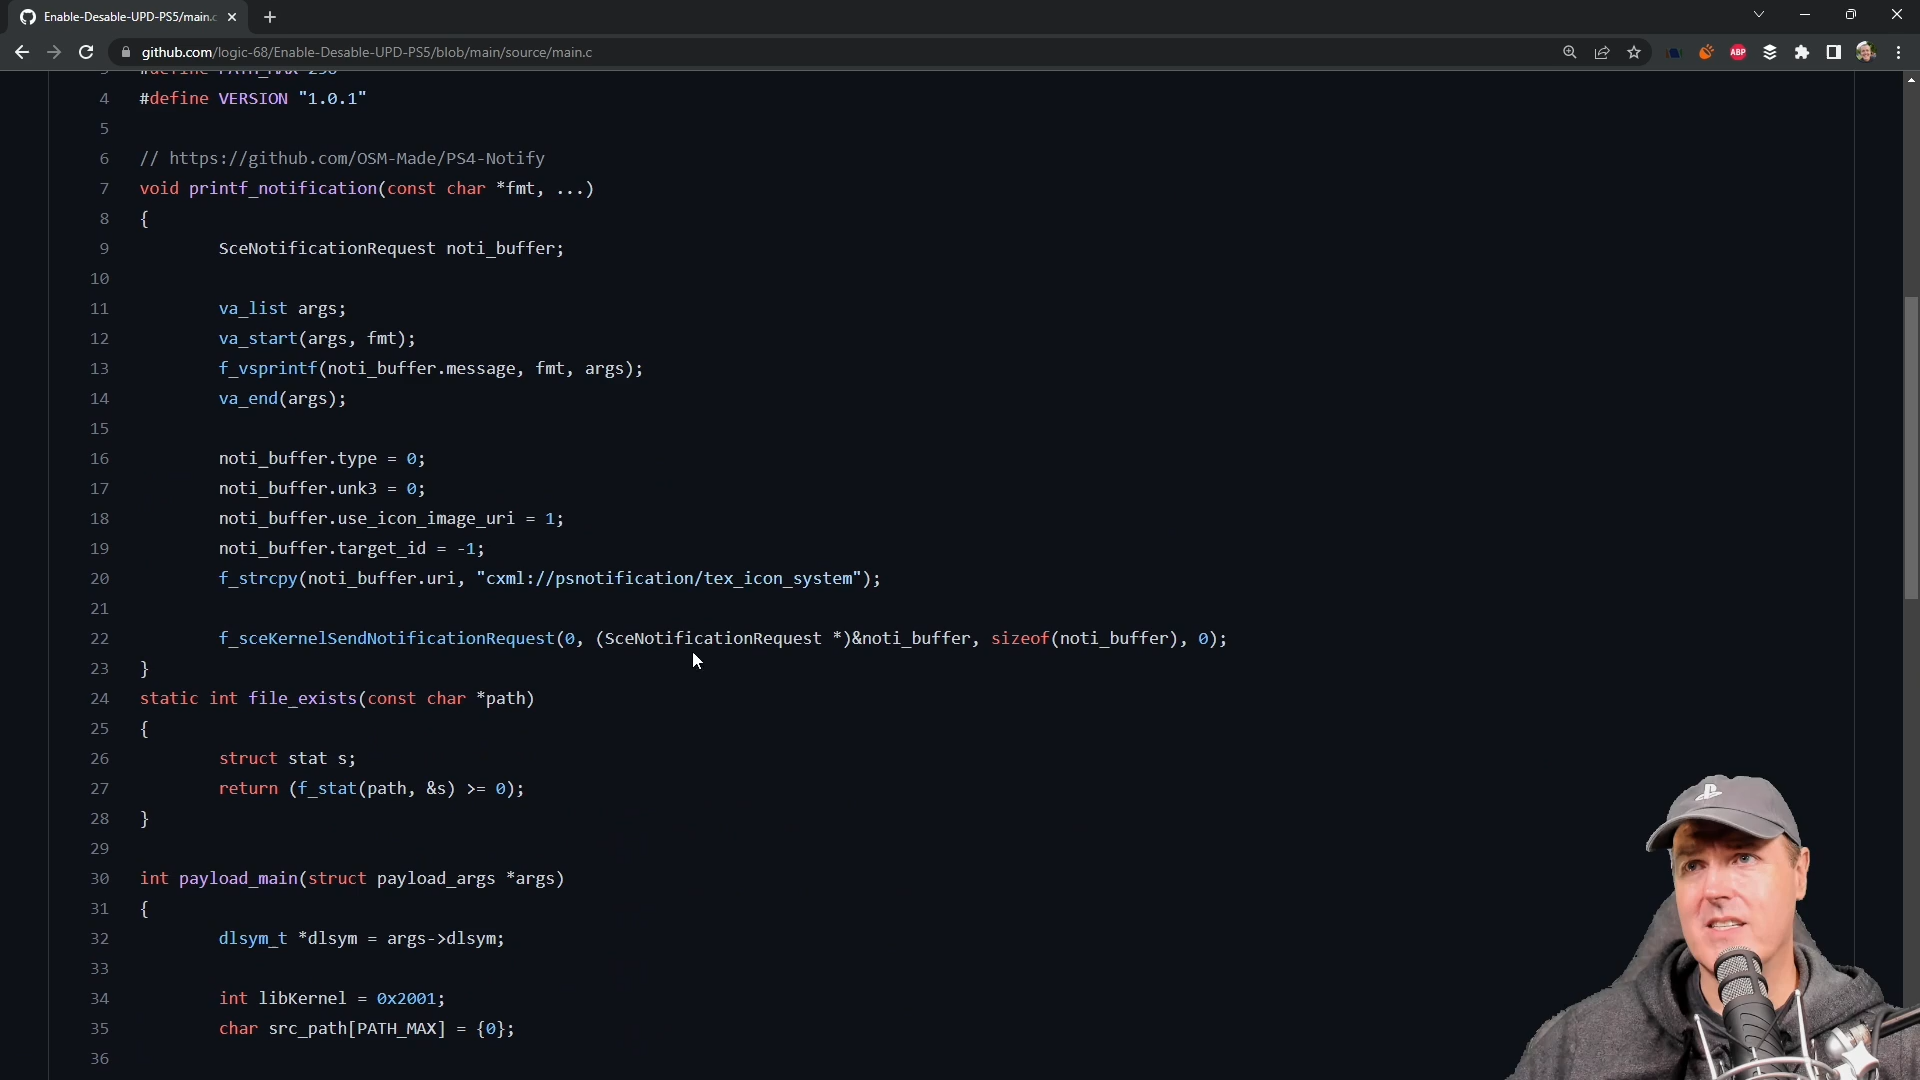 Enable-Desable-UPD-PS5/main.c
github.com/logic-68/Enable-Desable-UPD-PS5/blob/main/source/main.c
ABP
4 #define VERSION "1.0.1"
5
6 // https://github.com/OSM-Made/PS4-Notify
7 void printf_notification(const char *fmt, ...)
8 {
9 SceNotificationRequest noti_buffer;
10
11 va_list args;
12 va_start(args, fmt);
13 f_vsprintf(noti_buffer.message, fmt, args);
14 va_end(args);
15
16 noti_buffer.type = 0;
17 noti_buffer.unk3 = 0;
18 noti_buffer.use_icon_image_uri = 1;
19 noti_buffer.target_id = -1;
20 f_strcpy(noti_buffer.uri, "cxml://psnotification/tex_icon_system");
21
22 f_sceKernelSendNotificationRequest(0, (SceNotificationRequest *)&noti_buffer, sizeof(noti_buffer), 0);
23 }
24 static int file_exists(const char *path)
25 {
26 struct stat s;
27 return (f_stat(path, &s) >= 0);
28 }
29
30 int payload_main(struct payload_args *args)
31 {
32 dlsym_t *dlsym = args->dlsym;
33
34 int libKernel = 0x2001;
35 char src_path[PATH_MAX] = {0};
36